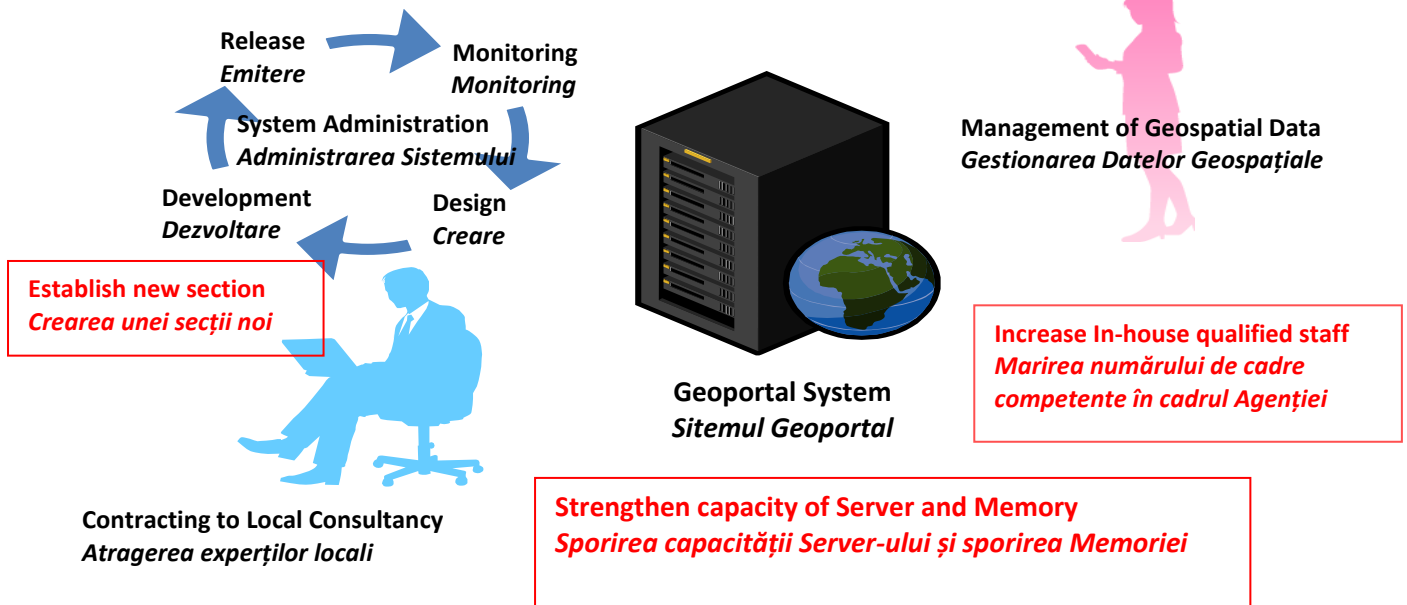 Release
Emitere
Monitoring
Monitoring
System Administration
Administrarea Sistemului
Development
Dezvoltare
Design
Creare
Establish new section
Crearea unei secții noi
Contracting to Local Consultancy
Atragerea experților locali
Geoportal System
Sitemul Geoportal
Management of Geospatial Data
Gestionarea Datelor Geospațiale
Increase In-house qualified staff
Marirea numărului de cadre
competente în cadrul Agenției
Strengthen capacity of Server and Memory
Sporirea capacității Server-ului și sporirea Memoriei